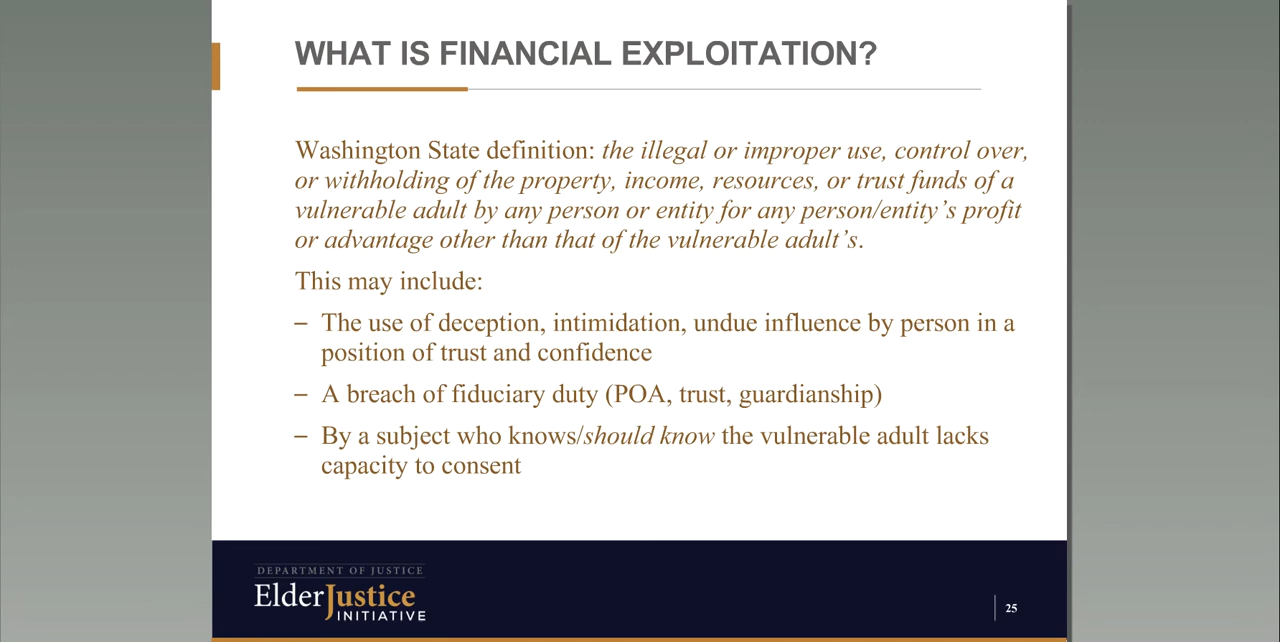 WHAT IS FINANCIAL EXPLOITATION?
Washington State definition: the illegal or improper use, control over,
or withholding of the property, income, resources, or trust funds of a
vulnerable adult by any person or entity for any person/entity’s profit
or advantage other than that of the vulnerable adult’s.
This may include:
– The use of deception, intimidation, undue influence by person in a
position of trust and confidence
– A breach of fiduciary duty (POA, trust, guardianship)
– By a subject who knows/should know the vulnerable adult lacks
capacity to consent
DEPARTMENT OF JUSTICE
ElderJustice
INITIATIVE
25